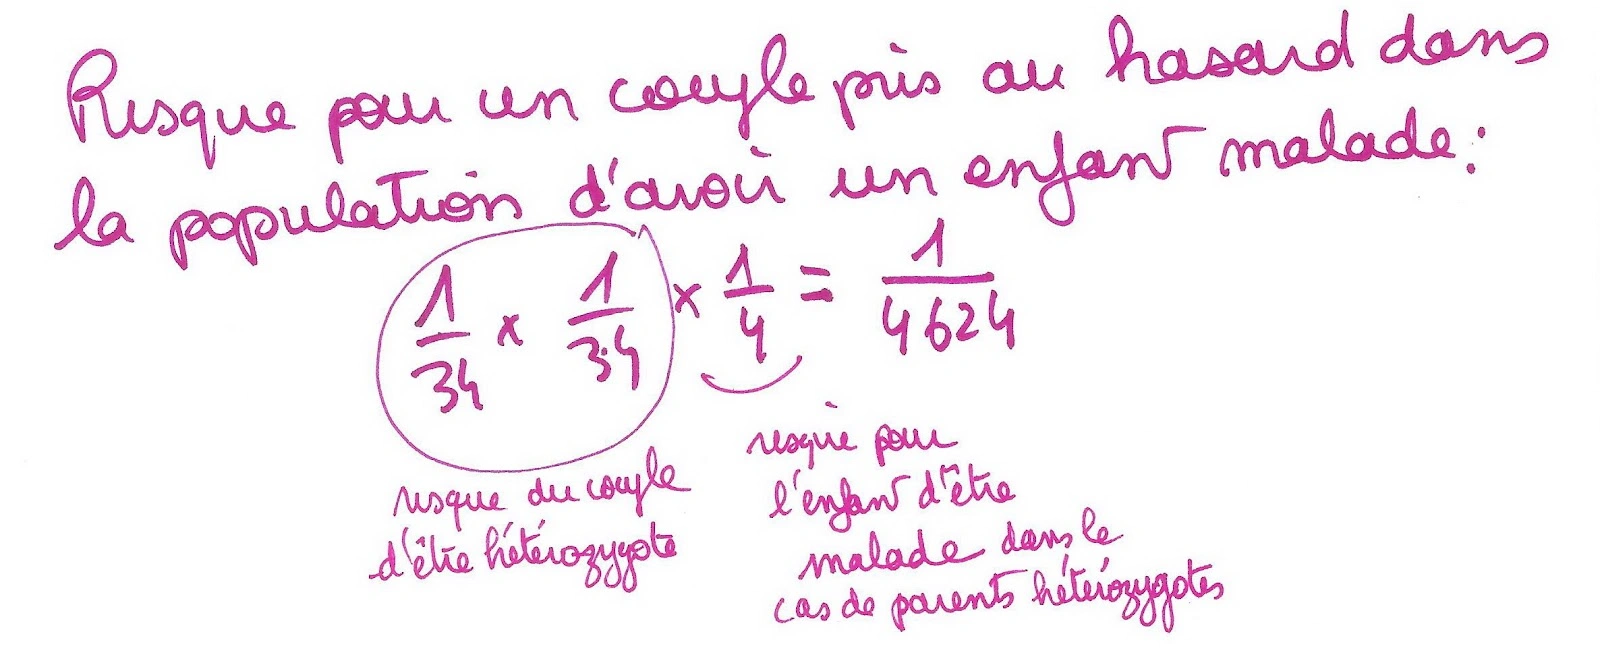 Risque pour un couple pris au hasard dans
la population d'avoir un enfant malade :
1/34 x 1/34 x 1/4 = 1/4624
risque du couple
d'être hétérozygote
risque pour
l'enfant d'être
malade dans le
cas de parents hétérozygotes